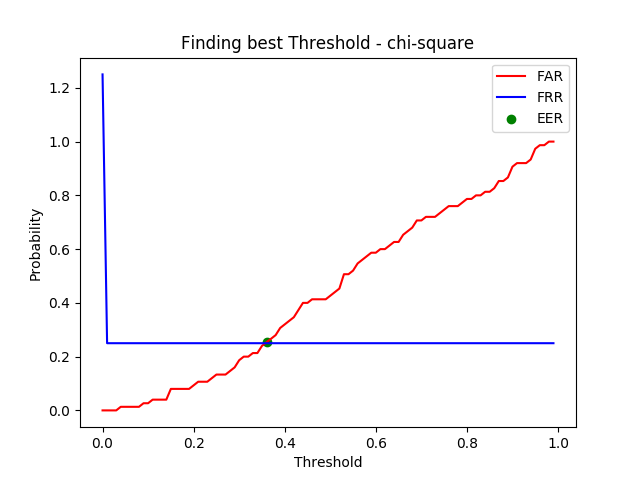 Finding best Threshold - chi-square
FAR
FRR
EER
1.2
1.0
0.8
0.6
0.4
0.2
0.0
Probability
0.0 0.2 0.4 0.6 0.8 1.0
Threshold